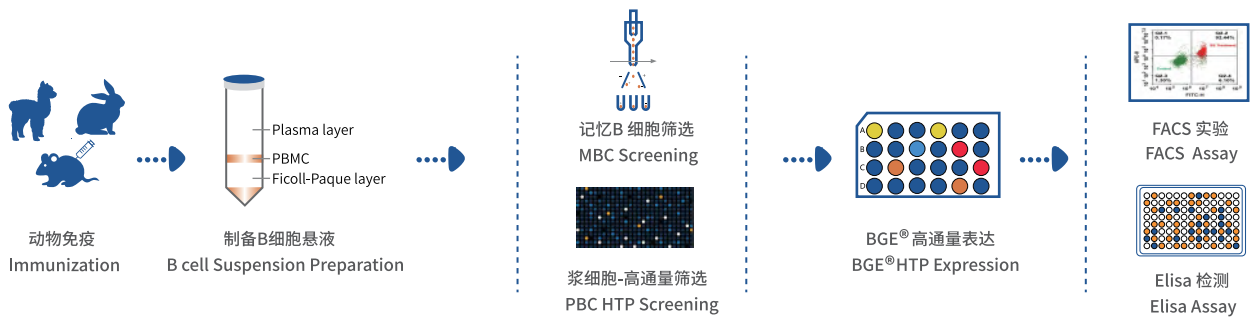 动物免疫
Immunization
Plasma layer
PBMC
Ficoll-Paque layer
制备B细胞悬液
B cell Suspension Preparation
记忆B 细胞筛选
MBC Screening
浆细胞-高通量筛选
PBC HTP Screening
A
B
C
D
BGE®高通量表达
BGE®HTP Expression
FITC-H
FACS 实验
FACS Assay
Elisa 检测
Elisa Assay